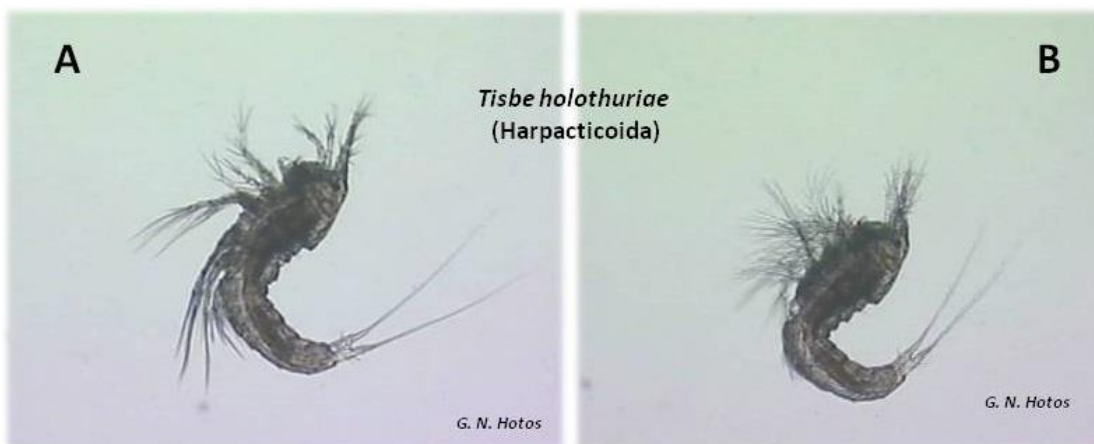 A
B
Tisbe holothuriae
(Harpacticoida)
G. N. Hotos
G. N. Hotos